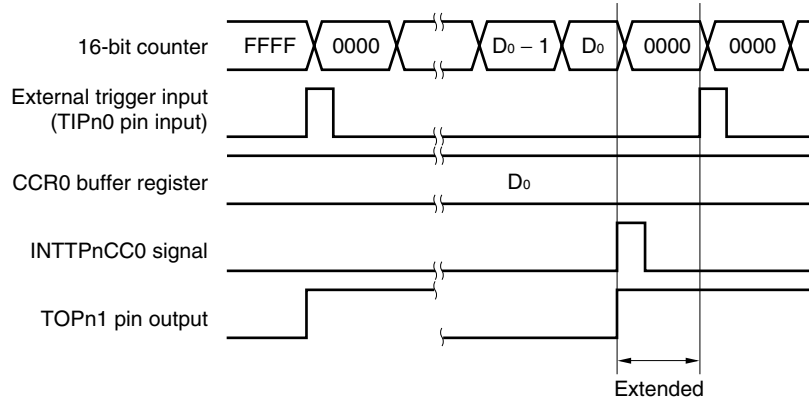 16-bit counter FFFF 0000 D0 − 1 D0 0000 0000
External trigger input
(TIPn0 pin input)
CCR0 buffer register D0
INTTPnCC0 signal
TOPn1 pin output
Extended